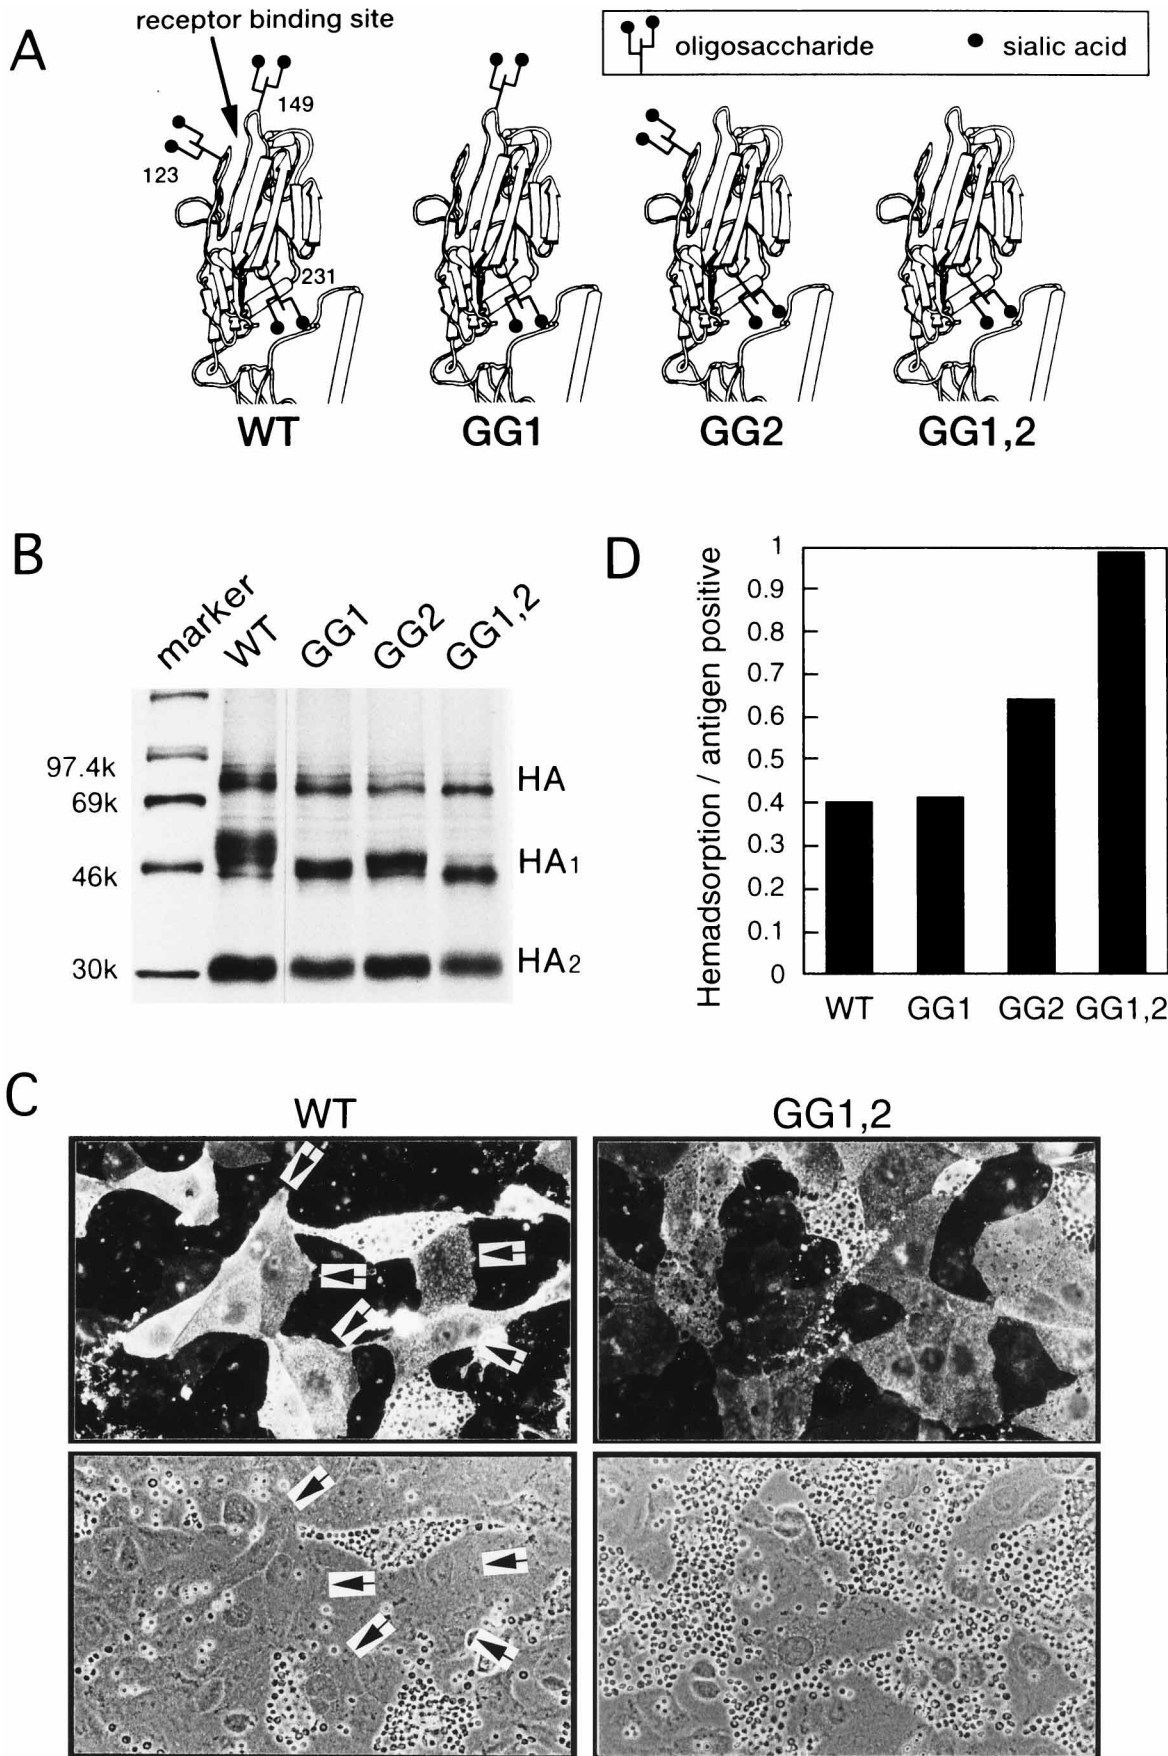 A
receptor binding site
oligosaccharide
sialic acid
149
123
231
WT
GG1
GG2
GG1,2
B
marker
WT
GG1
GG2
GG1,2
97.4k
69k
46k
30k
HA
HA1
HA2
D
Hemadsorption / antigen positive
1
0.9
0.8
0.7
0.6
0.5
0.4
0.3
0.2
0.1
0
WT
GG1
GG2
GG1,2
C
WT
GG1,2